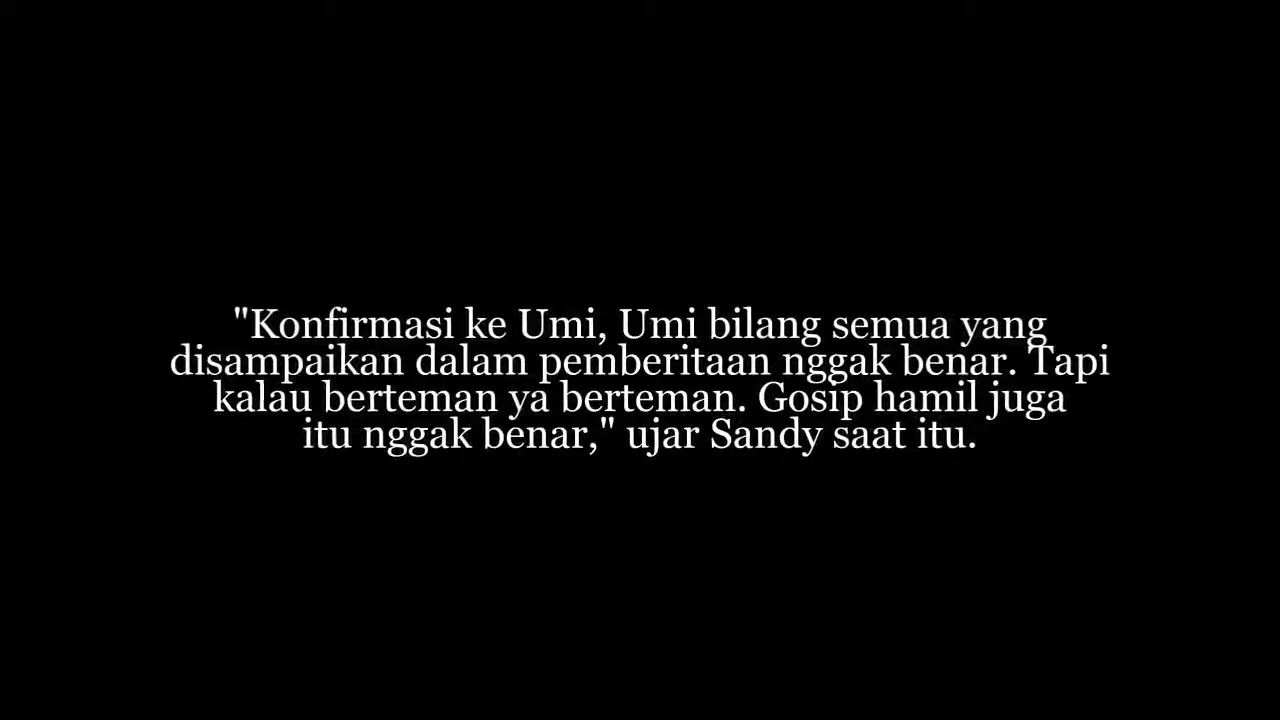 "Konfirmasi ke Umi, Umi bilang semua yang
disampaikan dalam pemberitaan nggak benar. Tapi
kalau berteman ya berteman. Gosip hamil juga
itu nggak benar," ujar Sandy saat itu.